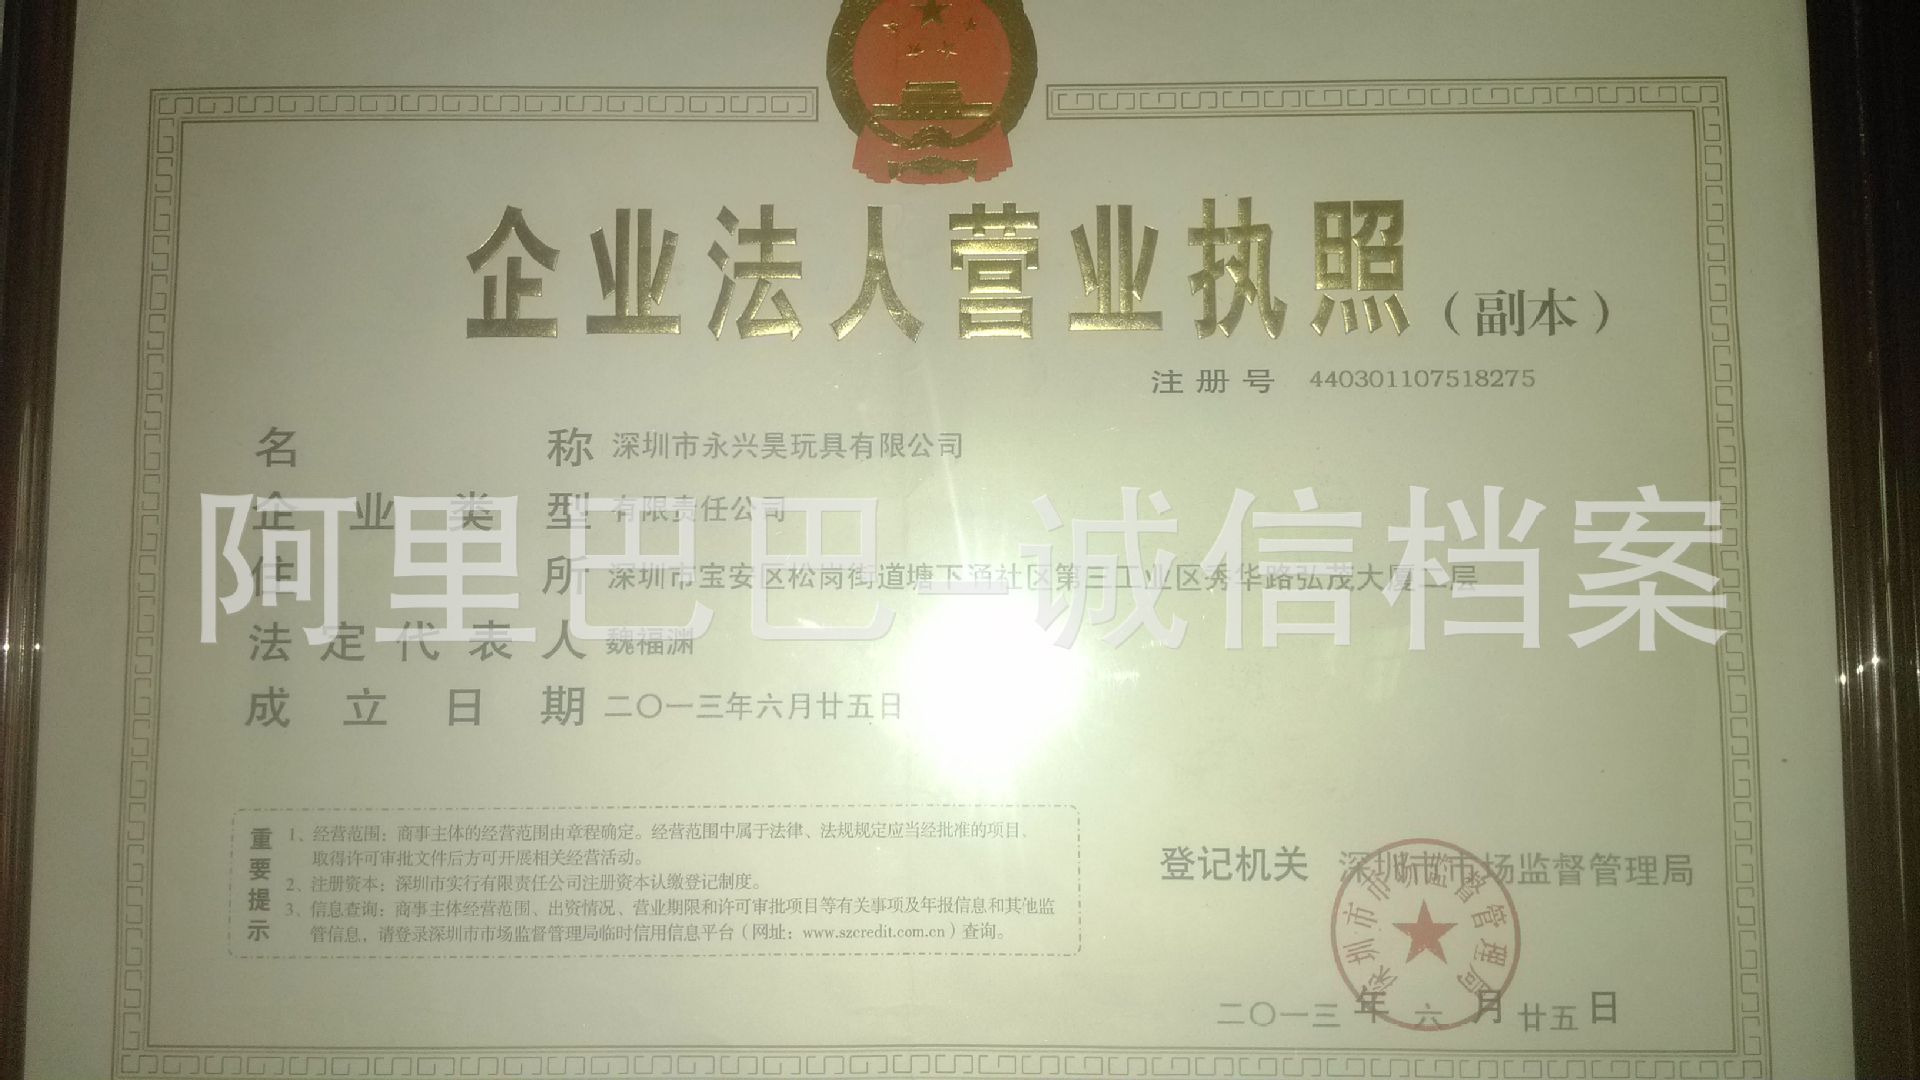 企业法人营业执照（副本）
注册号 440301107518275
名称 深圳市永兴昊玩具有限公司
企业类型 有限责任公司
住所 深圳市宝安区松岗街道塘下涌社区第三工业区秀华路弘茂大厦二层
法定代表人 魏福渊
成立日期 二〇一三年六月廿五日
阿里巴巴-诚信档案
重要提示
1、经营范围：商事主体的经营范围由章程确定。经营范围中属于法律、法规规定应当经批准的项目，
取得许可审批文件后方可开展相关经营活动。
2、注册资本：深圳市实行有限责任公司注册资本认缴登记制度。
3、信息查询：商事主体经营范围、出资情况、营业期限和许可审批项目等有关事项及年报信息和其他监
管信息，请登录深圳市市场监督管理局临时信用信息平台（网址：www.szcredit.com.cn）查询。
登记机关 深圳市市场监督管理局
深圳市市场监督管理局
二〇一三年六月廿五日